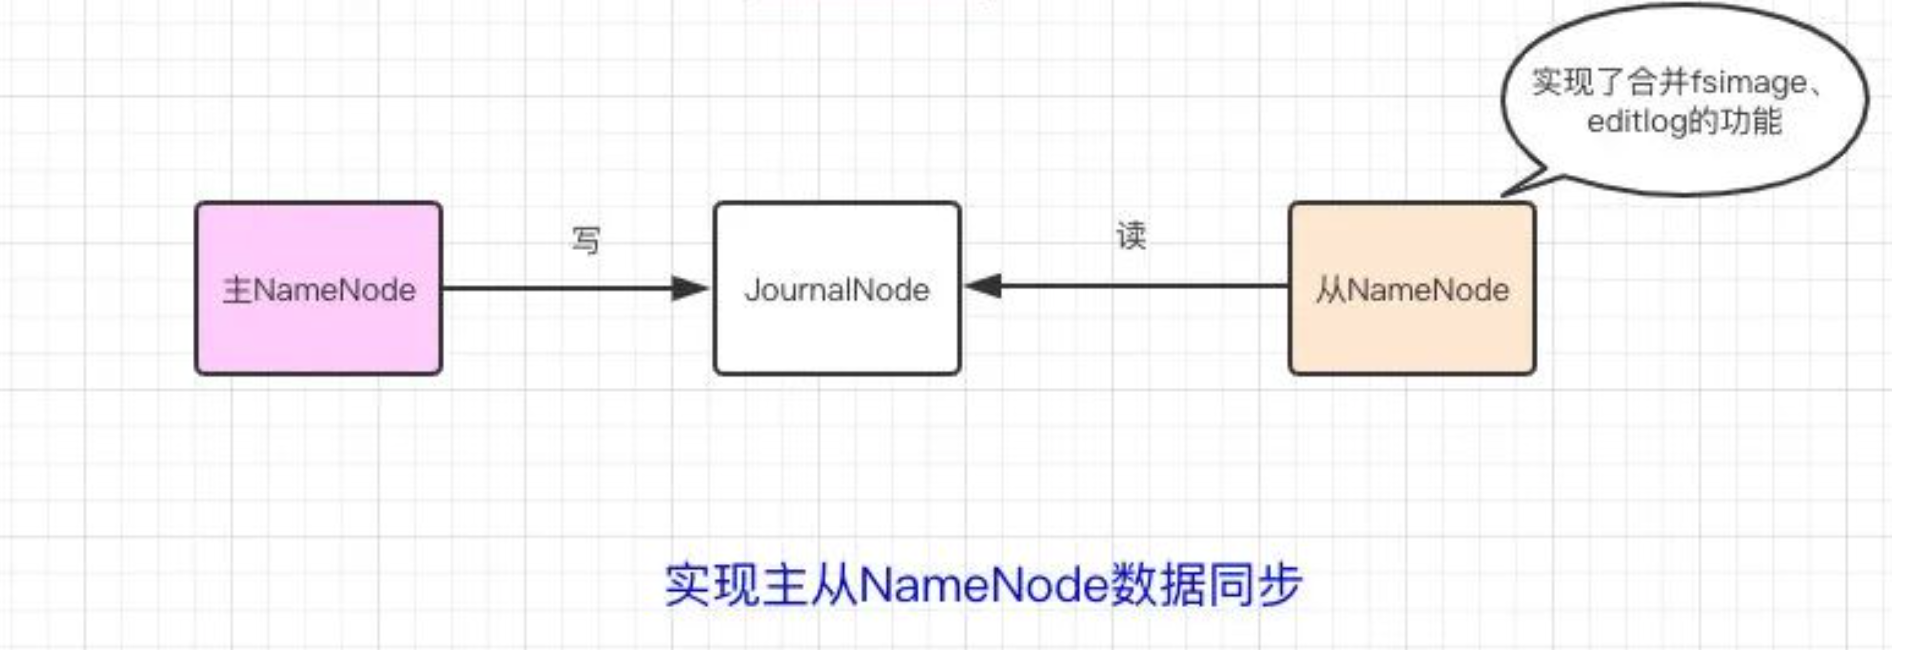 实现了合并fsimage、
editlog的功能
主NameNode
写
JournalNode
读
从NameNode
实现主从NameNode数据同步